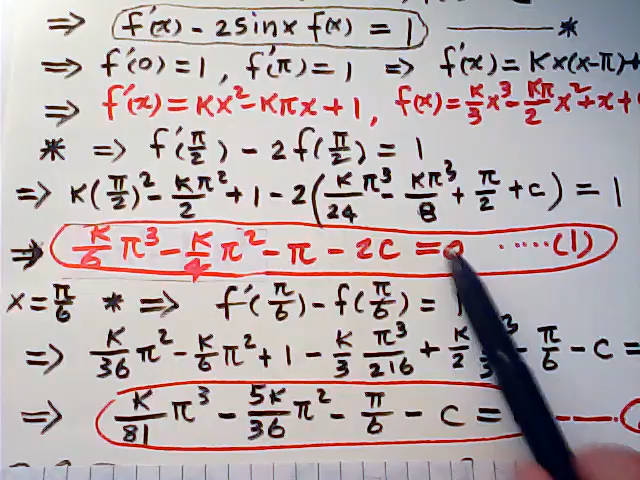 ⇒ f'(x) - 2sinx f(x) = 1 ——— *
⇒ f'(0) = 1 , f'(π) = 1 ⇒ f'(x) = Kx(x-π)+
⇒ f'(x) = Kx² - Kπx + 1 , f(x) = K/3 x³ - Kπ/2 x² + x +
* ⇒ f'(π/2) - 2f(π/2) = 1
⇒ K(π/2)² - Kπ²/2 + 1 - 2(K/24 π³ - Kπ³/8 + π/2 + c) = 1
⇒ K/6 π³ - K/4 π² - π - 2c = 0 ·····(1)
x = π/6 * ⇒ f'(π/6) - f(π/6) = 1
⇒ K/36 π² - K/6 π² + 1 - K/3 π³/216 + K/2 π/6 - c =
⇒ K/81 π³ - 5K/36 π² - π/6 - c =